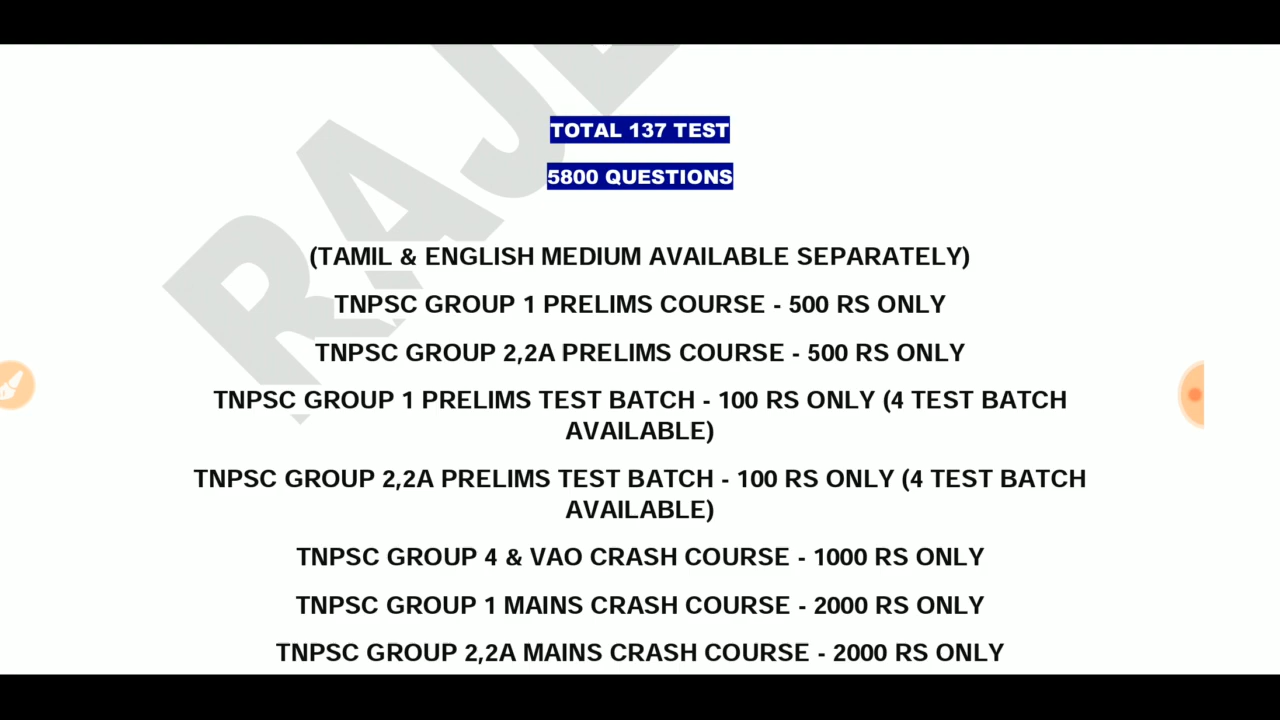 TOTAL 137 TEST
5800 QUESTIONS
(TAMIL & ENGLISH MEDIUM AVAILABLE SEPARATELY)
TNPSC GROUP 1 PRELIMS COURSE - 500 RS ONLY
TNPSC GROUP 2,2A PRELIMS COURSE - 500 RS ONLY
TNPSC GROUP 1 PRELIMS TEST BATCH - 100 RS ONLY (4 TEST BATCH
AVAILABLE)
TNPSC GROUP 2,2A PRELIMS TEST BATCH - 100 RS ONLY (4 TEST BATCH
AVAILABLE)
TNPSC GROUP 4 & VAO CRASH COURSE - 1000 RS ONLY
TNPSC GROUP 1 MAINS CRASH COURSE - 2000 RS ONLY
TNPSC GROUP 2,2A MAINS CRASH COURSE - 2000 RS ONLY